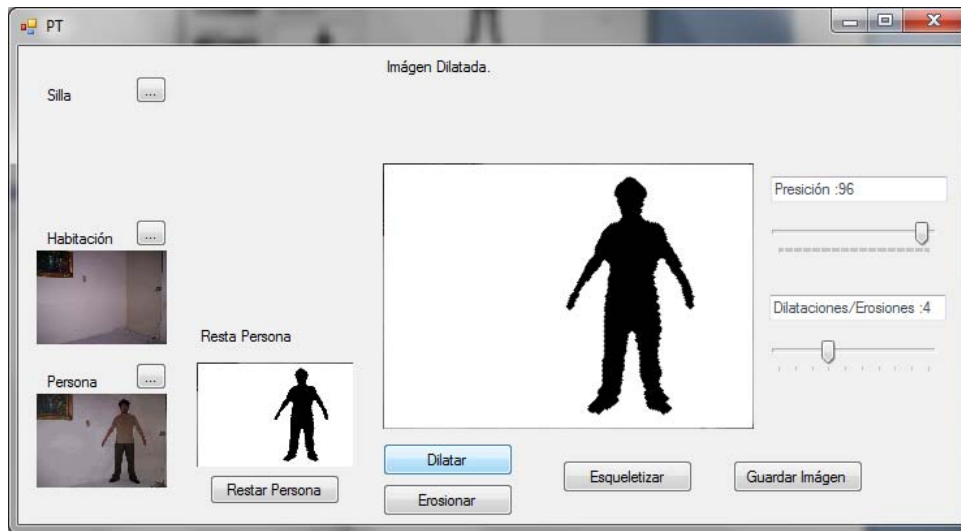 PT
Imágen Dilatada.
Silla
...
Presición :96
Habitación
...
Dilataciones/Erosiones :4
Resta Persona
Persona
...
Dilatar
Esqueletizar
Guardar Imágen
Restar Persona
Erosionar